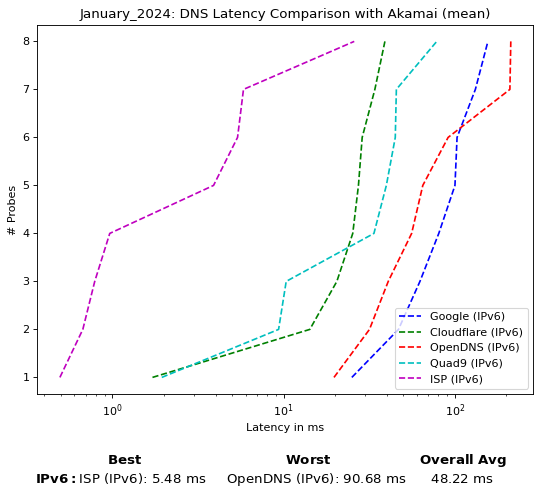 January_2024: DNS Latency Comparison with Akamai (mean)
8
7
6
5
4
3
2
1
# Probes
Google (IPv6)
Cloudflare (IPv6)
OpenDNS (IPv6)
Quad9 (IPv6)
ISP (IPv6)
10⁰ 10¹ 10²
Latency in ms
Best Worst Overall Avg
IPv6: ISP (IPv6): 5.48 ms OpenDNS (IPv6): 90.68 ms 48.22 ms